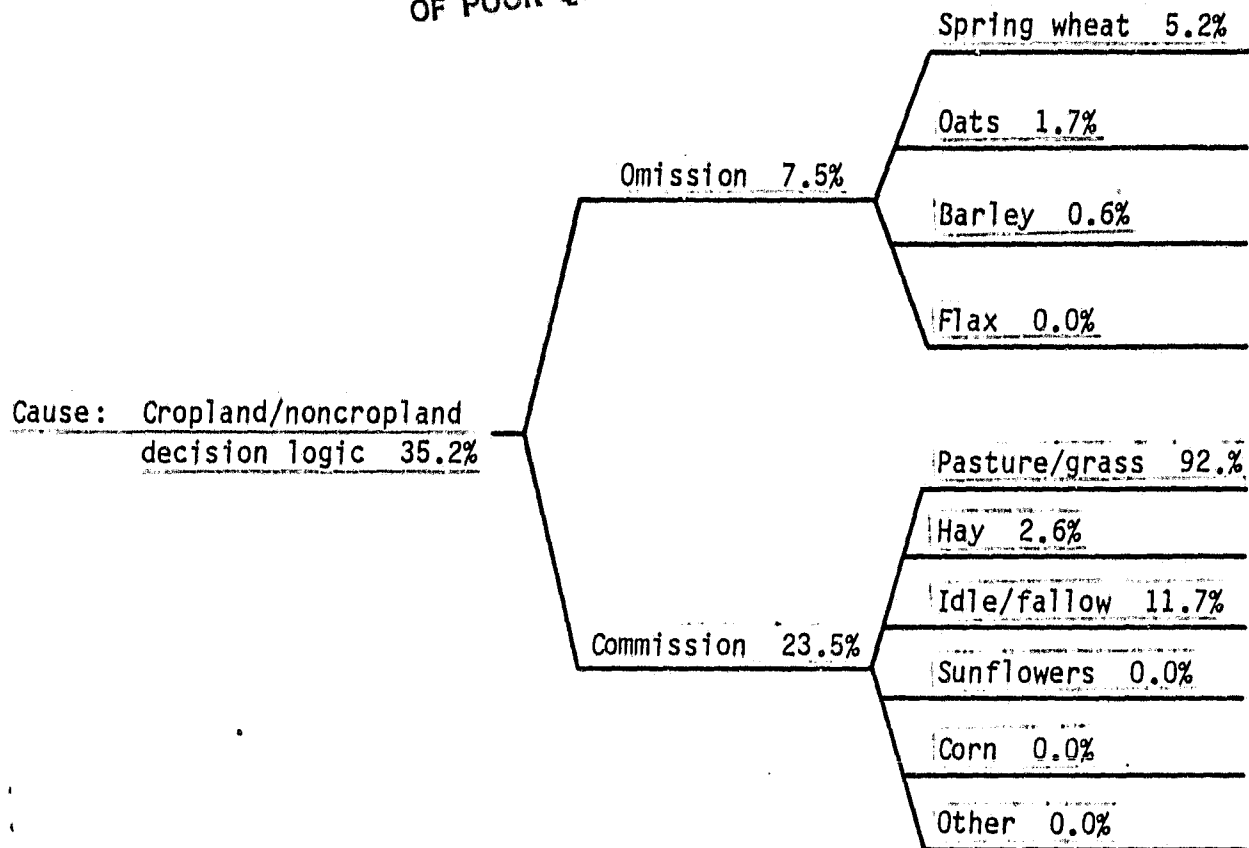 OF POOR
Spring wheat 5.2%
Oats 1.7%
Omission 7.5%
Barley 0.6%
Flax 0.0%
Cause: Cropland/noncropland
decision logic 35.2%
Pasture/grass 92.%
Hay 2.6%
Idle/fallow 11.7%
Commission 23.5%
Sunflowers 0.0%
Corn 0.0%
Other 0.0%